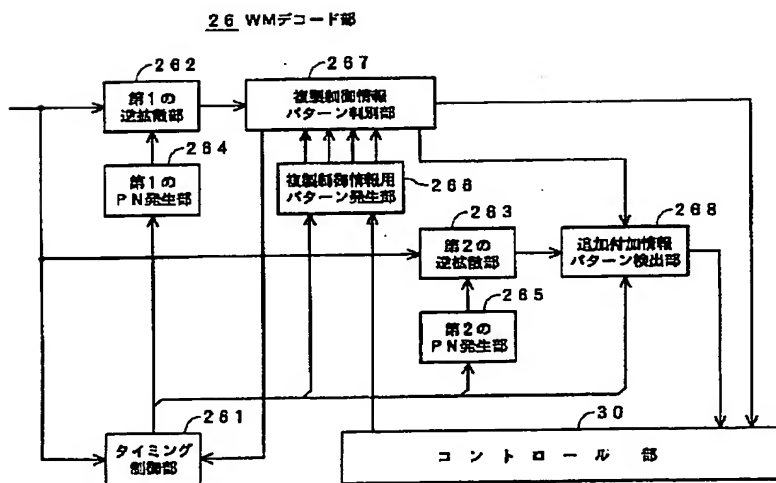 26 WMデコード部
262
第1の
逆拡散部
267
複製制御情報
パターン判別部
264
第1の
PN発生部
複製制御情報用
パターン発生部
266
263
第2の
逆拡散部
268
追加付加情報
パターン検出部
265
第2の
PN発生部
261
タイミング
制御部
30
コントロール部